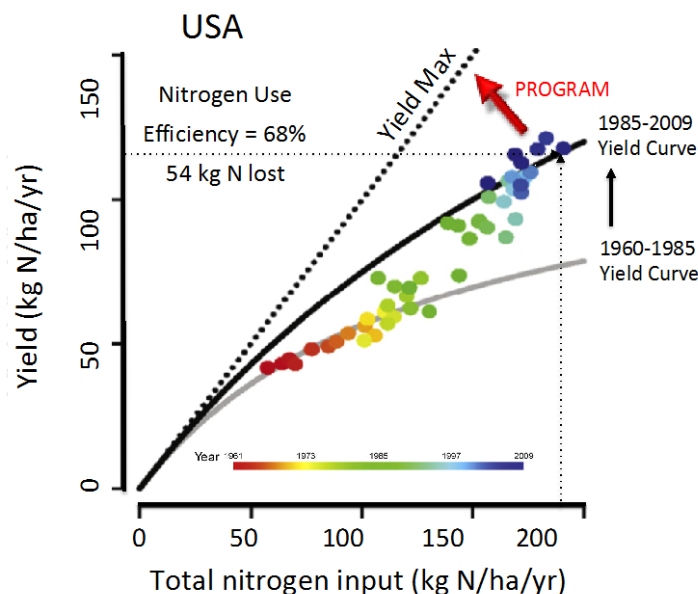 USA
Nitrogen Use
Efficiency = 68%
54 kg N lost
Yield Max
PROGRAM
1985-2009
Yield Curve
1960-1985
Yield Curve
Yield (kg N/ha/yr)
150
100
50
0
Year 1961 1973 1985 1997 2009
0 50 100 150 200
Total nitrogen input (kg N/ha/yr)